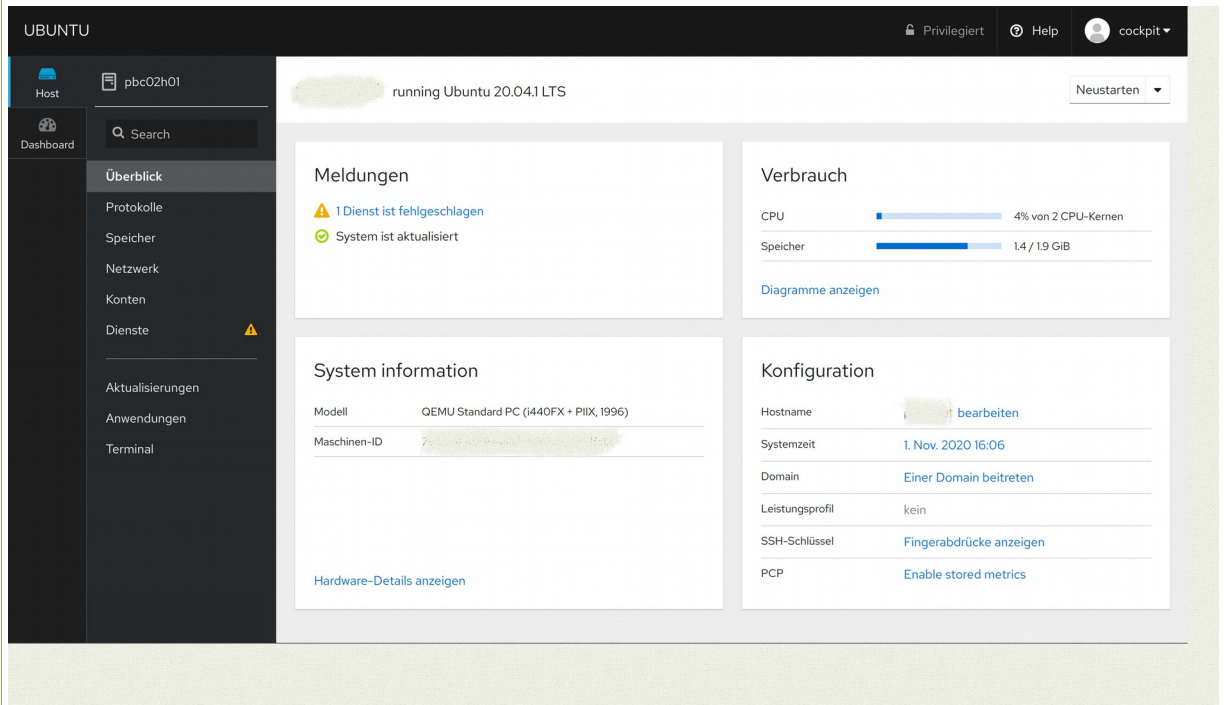 UBUNTU
Privilegiert
Help
cockpit
Host
Dashboard
pbc02h01
Search
Überblick
Protokolle
Speicher
Netzwerk
Konten
Dienste
Aktualisierungen
Anwendungen
Terminal
running Ubuntu 20.04.1 LTS
Neustarten
Meldungen
1 Dienst ist fehlgeschlagen
System ist aktualisiert
Verbrauch
CPU 4% von 2 CPU-Kernen
Speicher 1.4 / 1.9 GiB
Diagramme anzeigen
System information
Modell QEMU Standard PC (i440FX + PIIX, 1996)
Maschinen-ID
Hardware-Details anzeigen
Konfiguration
Hostname bearbeiten
Systemzeit 1. Nov. 2020 16:06
Domain Einer Domain beitreten
Leistungsprofil kein
SSH-Schlüssel Fingerabdrücke anzeigen
PCP Enable stored metrics